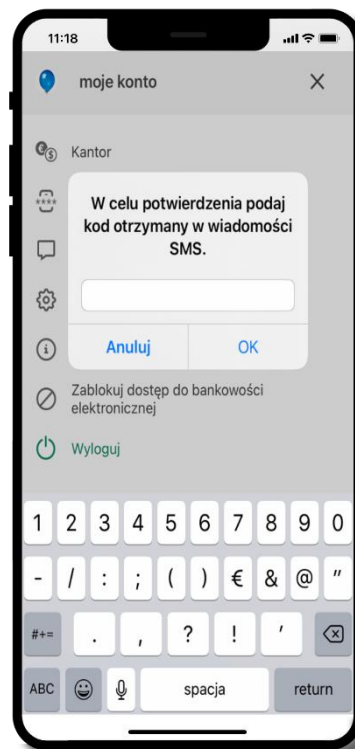 11:18
moje konto
Kantor
W celu potwierdzenia podaj
kod otrzymany w wiadomości
SMS.
Anuluj OK
Zablokuj dostęp do bankowości
elektronicznej
Wyloguj
1 2 3 4 5 6 7 8 9 0
- / : ; ( ) € & @ "
#+= . , ? ! '
ABC spacja return